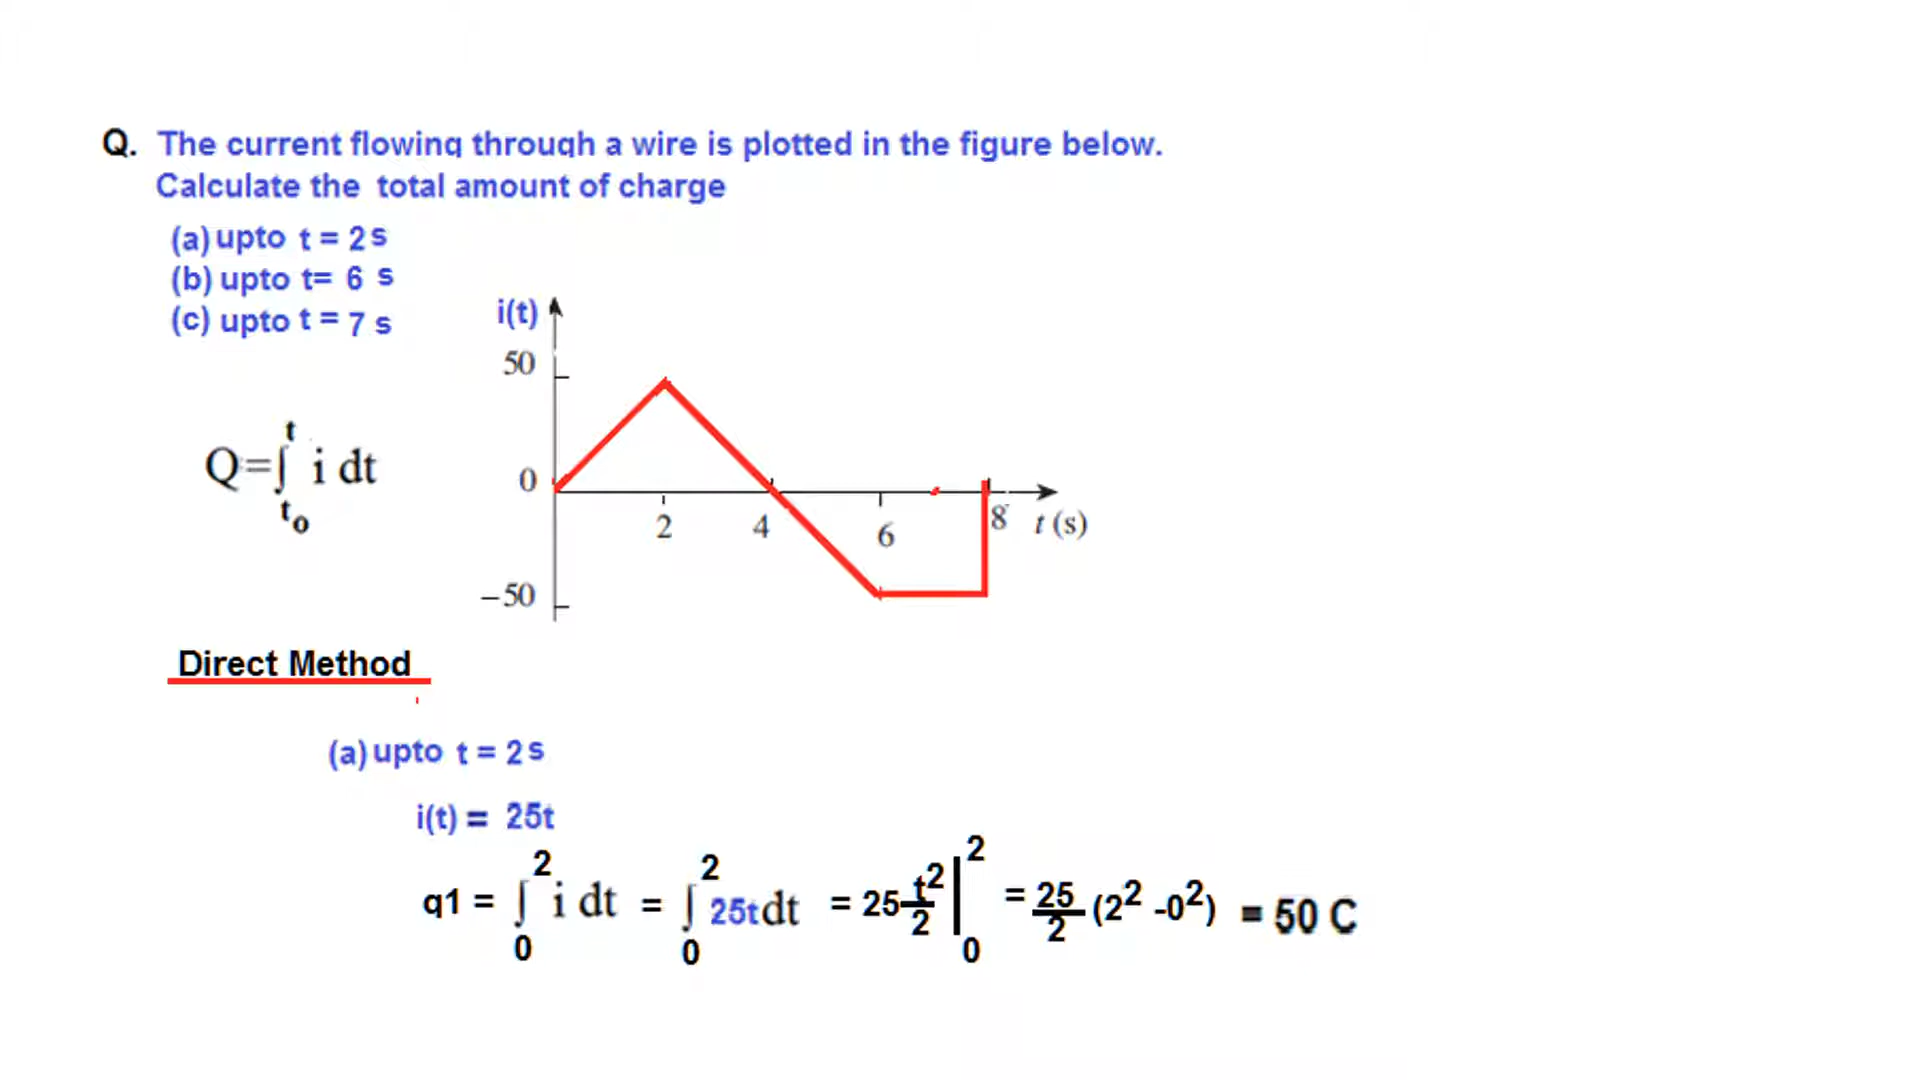 Q. The current flowing through a wire is plotted in the figure below.
Calculate the total amount of charge
(a) upto t = 2 s
(b) upto t= 6 s
(c) upto t = 7 s
i(t)
50
0
-50
2
4
6
8
t (s)
Q=∫ₜ₀ᵗ i dt
Direct Method
(a) upto t = 2 s
i(t) = 25t
q1 = ∫₀² i dt = ∫₀² 25t dt = 25 t²/2 |₀² = 25/2 (2² -0²) = 50 C